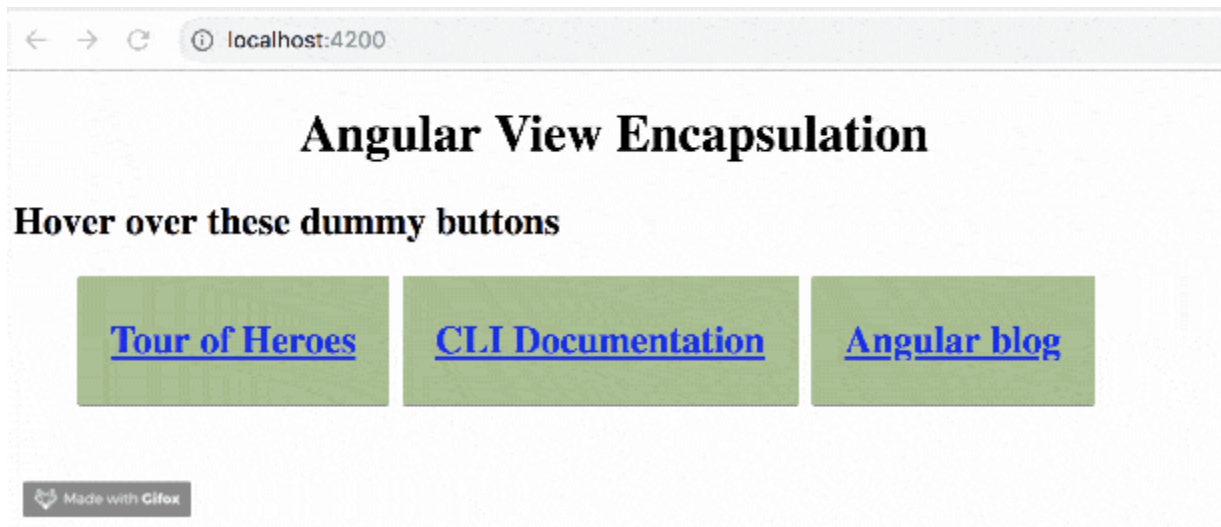 localhost:4200
Angular View Encapsulation
Hover over these dummy buttons
Tour of Heroes CLI Documentation Angular blog
Made with Gifox